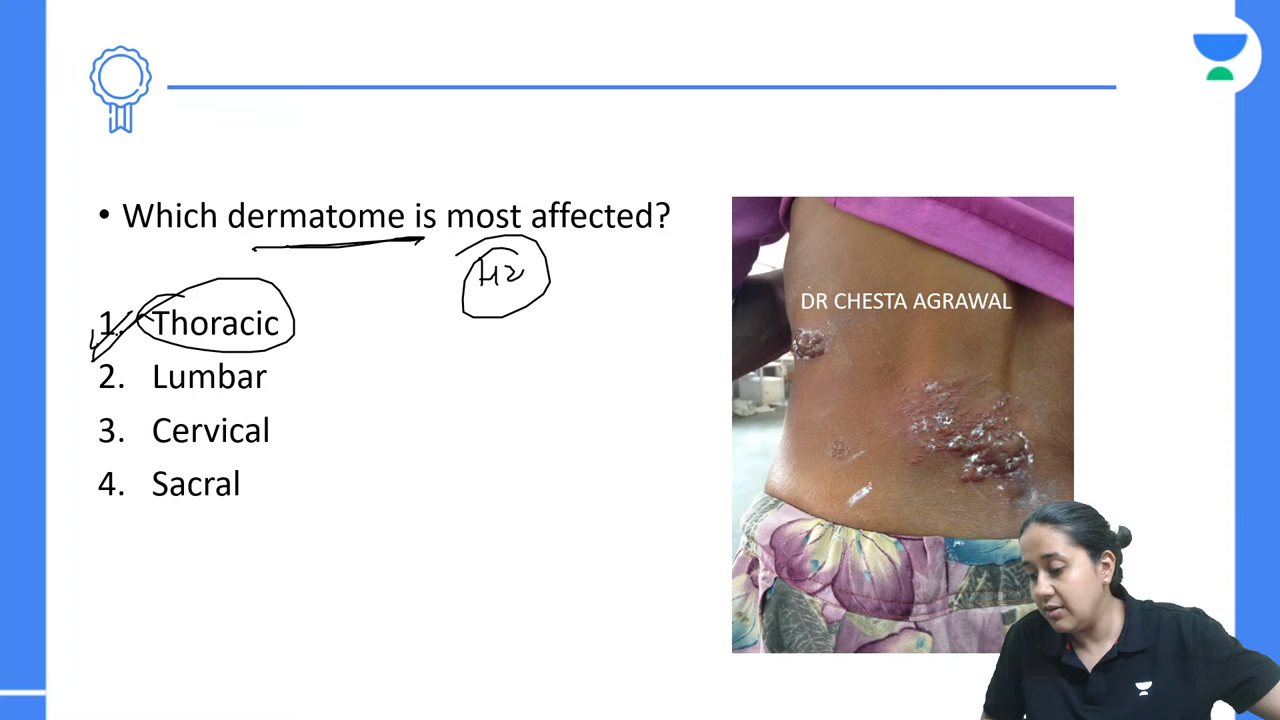 • Which dermatome is most affected?
HZ
1. Thoracic
2. Lumbar
3. Cervical
4. Sacral
DR CHESTA AGRAWAL